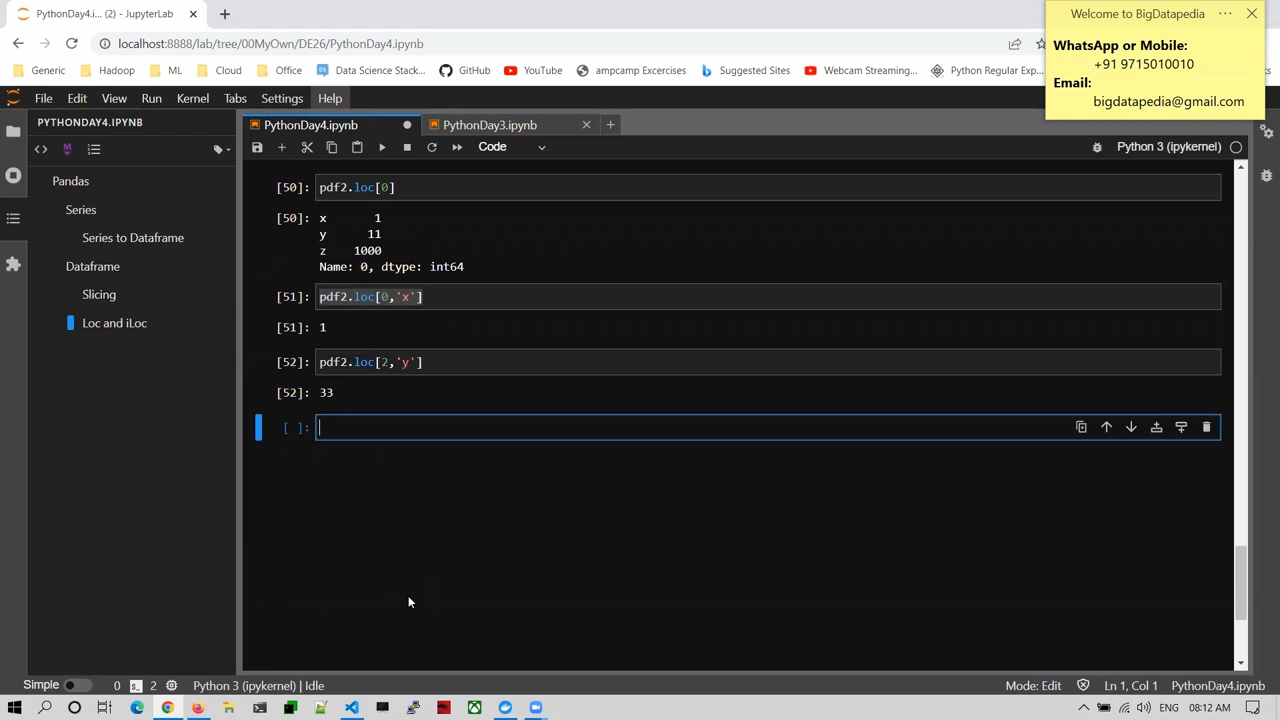 PythonDay4.i... (2) - JupyterLab
Welcome to BigDatapedia
WhatsApp or Mobile:
+91 9715010010
Email:
bigdatapedia@gmail.com
localhost:8888/lab/tree/00MyOwn/DE26/PythonDay4.ipynb
Generic Hadoop ML Cloud Office Data Science Stack... GitHub YouTube ampcamp Excercises Suggested Sites Webcam Streaming... Python Regular Exp...
File Edit View Run Kernel Tabs Settings Help
PYTHONDAY4.IPYNB
PythonDay4.ipynb PythonDay3.ipynb
Code
Python 3 (ipykernel)
Pandas
Series
Series to Dataframe
Dataframe
Slicing
Loc and iLoc
[50]: pdf2.loc[0]
[50]: x 1
y 11
z 1000
Name: 0, dtype: int64
[51]: pdf2.loc[0,'x']
[51]: 1
[52]: pdf2.loc[2,'y']
[52]: 33
[ ]:
Simple 0 2 Python 3 (ipykernel) | Idle Mode: Edit Ln 1, Col 1 PythonDay4.ipynb
ENG 08:12 AM